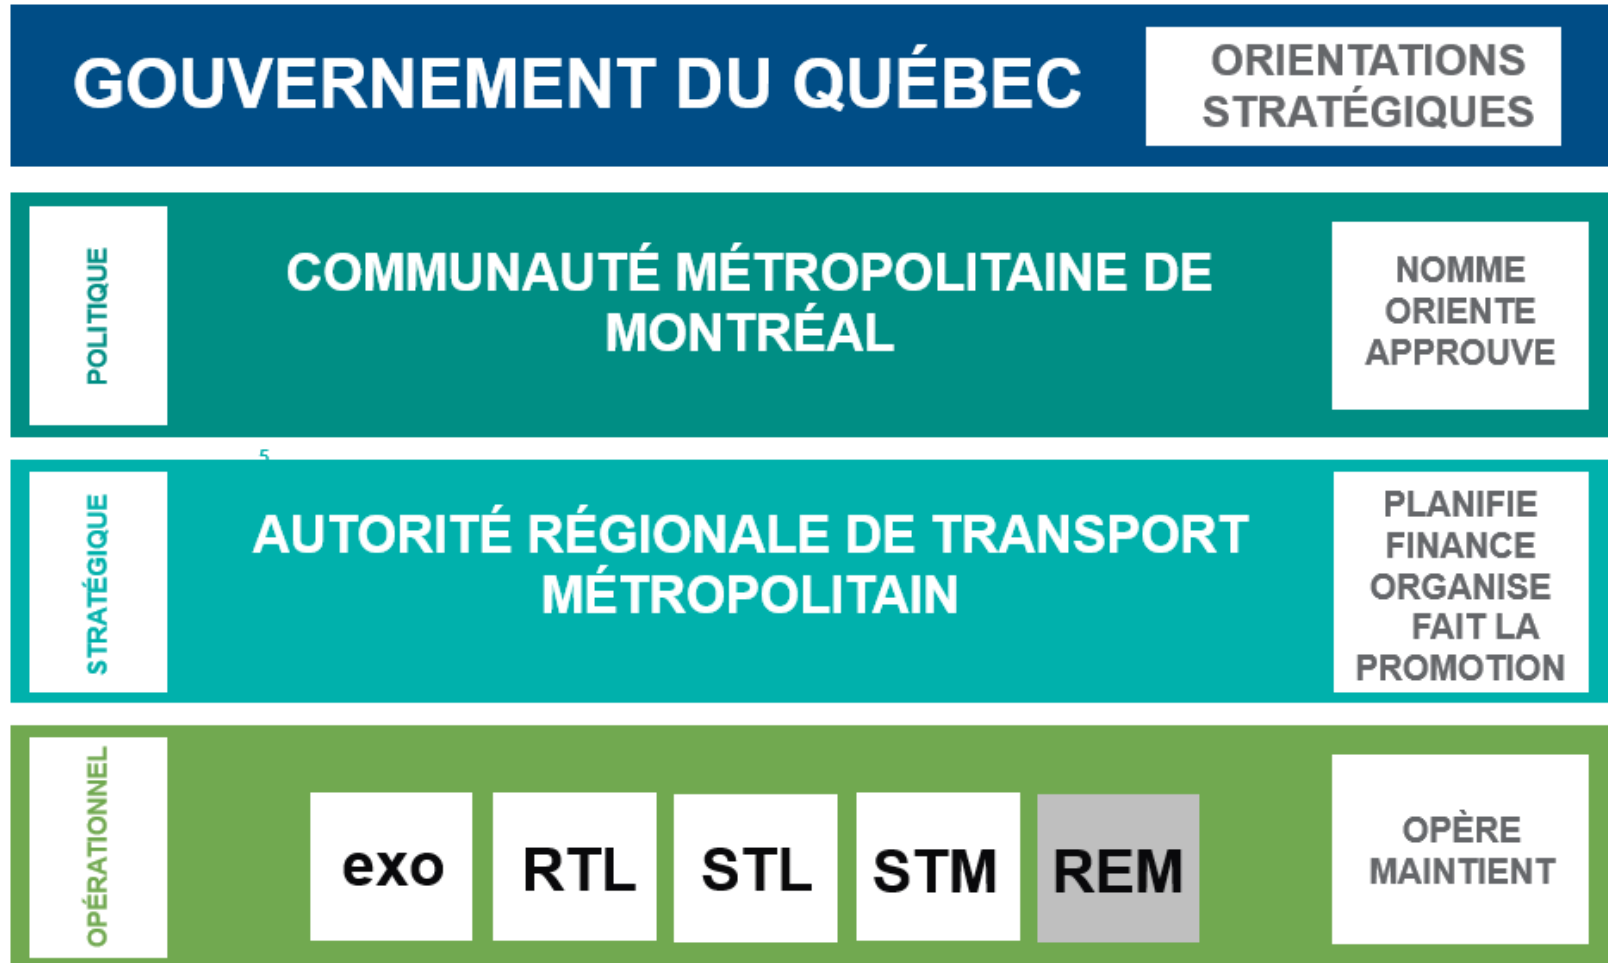 GOUVERNEMENT DU QUÉBEC
ORIENTATIONS
STRATÉGIQUES
POLITIQUE
COMMUNAUTÉ MÉTROPOLITAINE DE
MONTRÉAL
NOMME
ORIENTE
APPROUVE
5
STRATÉGIQUE
AUTORITÉ RÉGIONALE DE TRANSPORT
MÉTROPOLITAIN
PLANIFIE
FINANCE
ORGANISE
FAIT LA
PROMOTION
OPÉRATIONNEL
exo
RTL
STL
STM
REM
OPÈRE
MAINTIENT